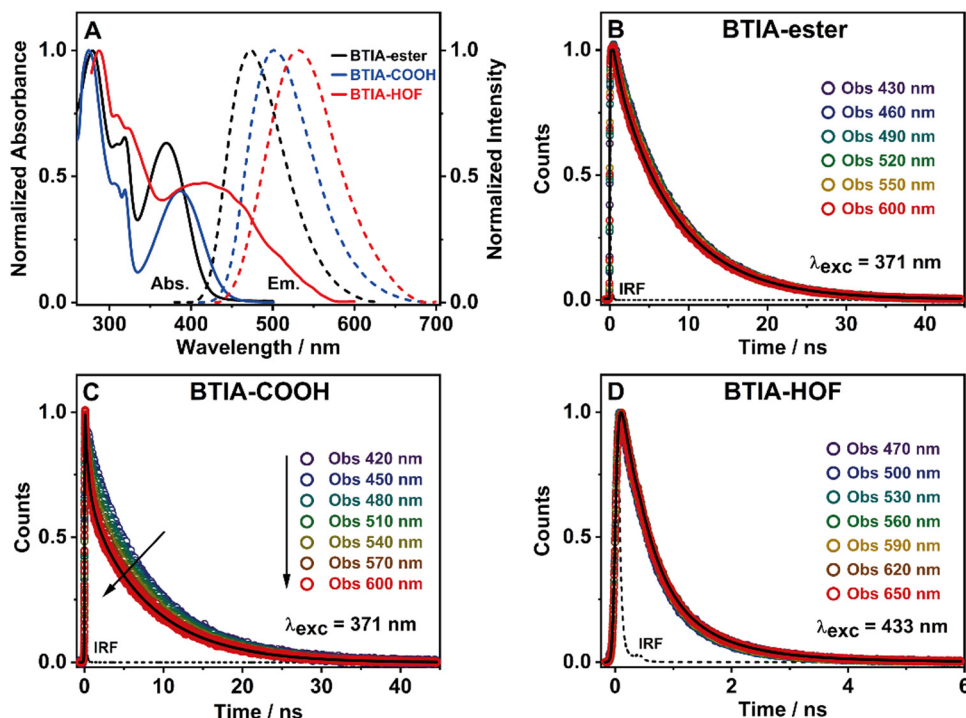 A
BTIA-ester
BTIA-COOH
BTIA-HOF
Normalized Absorbance
1.0
0.5
0.0
Abs.
Em.
1.0
0.5
0.0
Normalized Intensity
300 400 500 600 700
Wavelength / nm
B
BTIA-ester
Obs 430 nm
Obs 460 nm
Obs 490 nm
Obs 520 nm
Obs 550 nm
Obs 600 nm
λexc = 371 nm
IRF
Counts
1.0
0.5
0.0
0 10 20 30 40
Time / ns
C
BTIA-COOH
Obs 420 nm
Obs 450 nm
Obs 480 nm
Obs 510 nm
Obs 540 nm
Obs 570 nm
Obs 600 nm
λexc = 371 nm
IRF
Counts
1.0
0.5
0.0
0 10 20 30 40
Time / ns
D
BTIA-HOF
Obs 470 nm
Obs 500 nm
Obs 530 nm
Obs 560 nm
Obs 590 nm
Obs 620 nm
Obs 650 nm
λexc = 433 nm
IRF
Counts
1.0
0.5
0.0
0 2 4 6
Time / ns